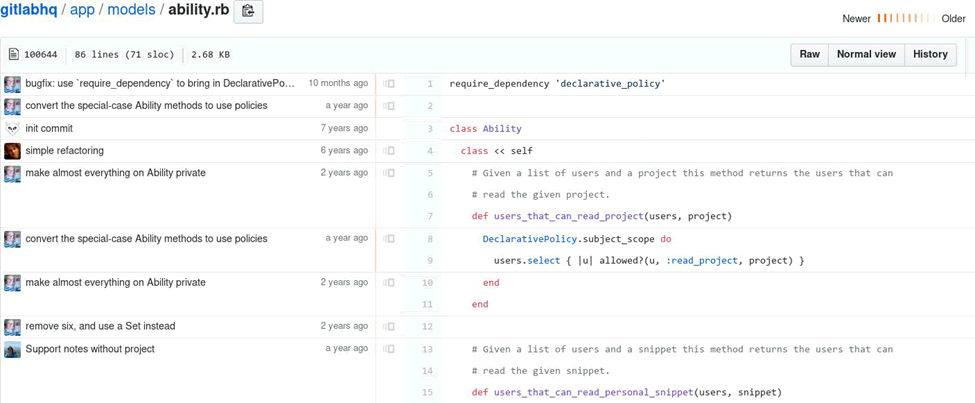 gitlabhq / app / models / ability.rb
Newer Older
100644 86 lines (71 sloc) 2.68 KB Raw Normal view History
bugfix: use `require_dependency` to bring in DeclarativePo... 10 months ago 1 require_dependency 'declarative_policy'
convert the special-case Ability methods to use policies a year ago 2
init commit 7 years ago 3 class Ability
simple refactoring 6 years ago 4 class << self
make almost everything on Ability private 2 years ago 5 # Given a list of users and a project this method returns the users that can
6 # read the given project.
7 def users_that_can_read_project(users, project)
convert the special-case Ability methods to use policies a year ago 8 DeclarativePolicy.subject_scope do
9 users.select { |u| allowed?(u, :read_project, project) }
make almost everything on Ability private 2 years ago 10 end
11 end
remove six, and use a Set instead 2 years ago 12
Support notes without project a year ago 13 # Given a list of users and a snippet this method returns the users that can
14 # read the given snippet.
15 def users_that_can_read_personal_snippet(users, snippet)